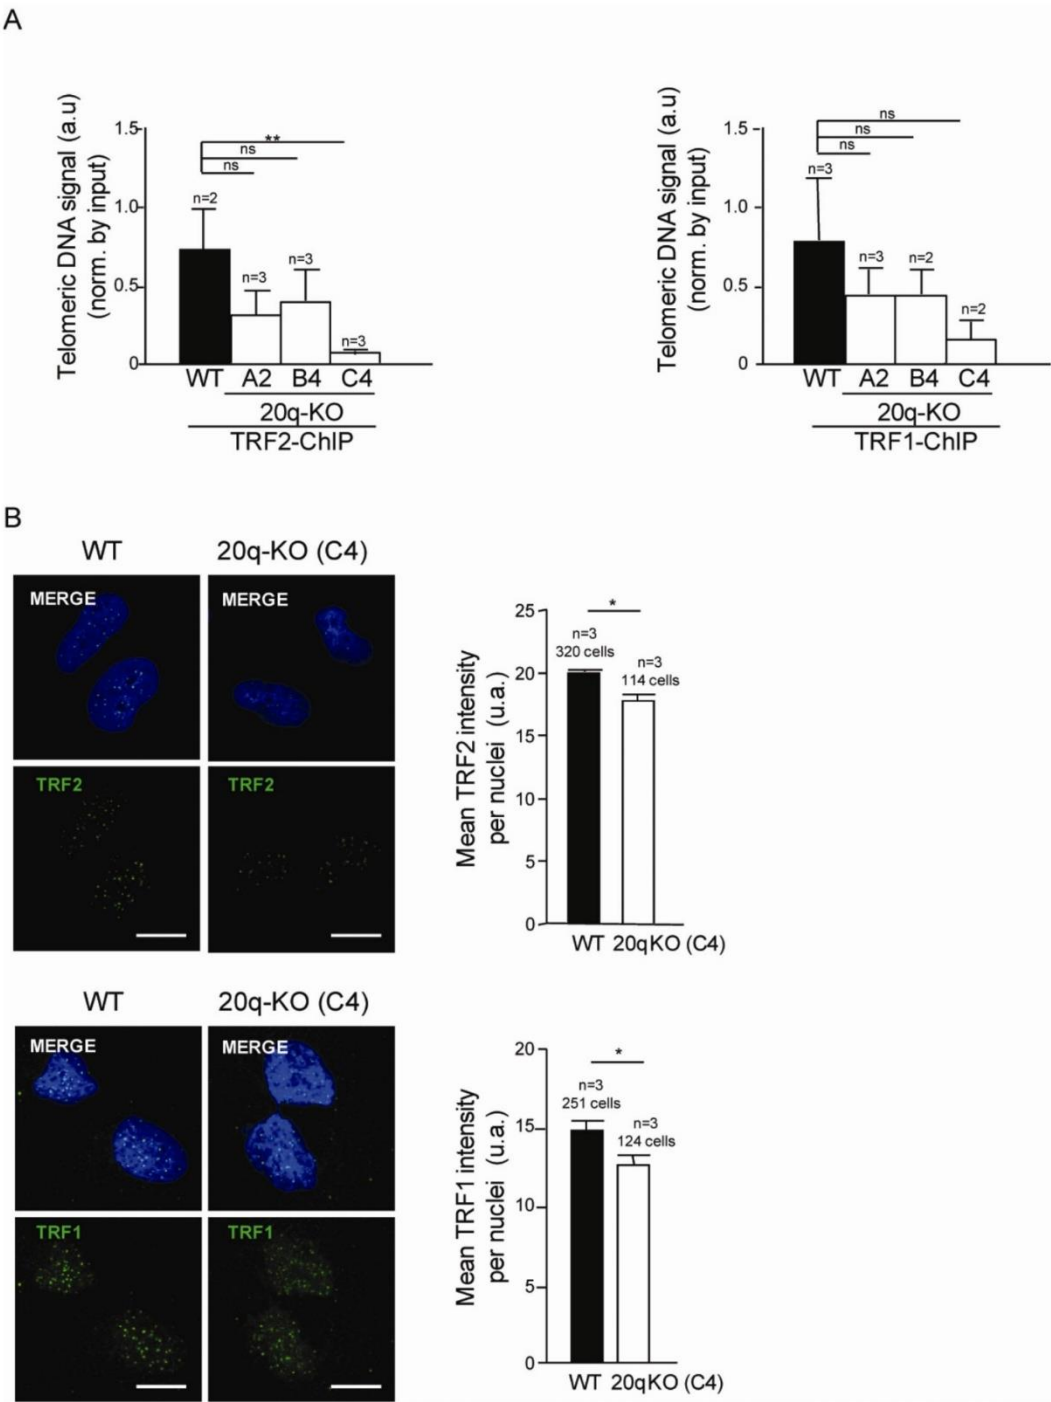 A
Telomeric DNA signal (a.u)
(norm. by input)
1.5
1.0
0.5
0
**
ns
ns
n=2
n=3
n=3
n=3
WT A2 B4 C4
20q-KO
TRF2-ChIP
Telomeric DNA signal (a.u)
(norm. by input)
1.5
1.0
0.5
0
ns
ns
ns
n=3
n=3
n=2
n=2
WT A2 B4 C4
20q-KO
TRF1-ChIP
B
WT 20q-KO (C4)
MERGE MERGE
TRF2 TRF2
Mean TRF2 intensity
per nuclei (u.a.)
25
20
15
10
5
0
*
n=3
320 cells
n=3
114 cells
WT 20qKO (C4)
WT 20q-KO (C4)
MERGE MERGE
TRF1 TRF1
Mean TRF1 intensity
per nuclei (u.a.)
20
15
10
5
0
*
n=3
251 cells
n=3
124 cells
WT 20qKO (C4)